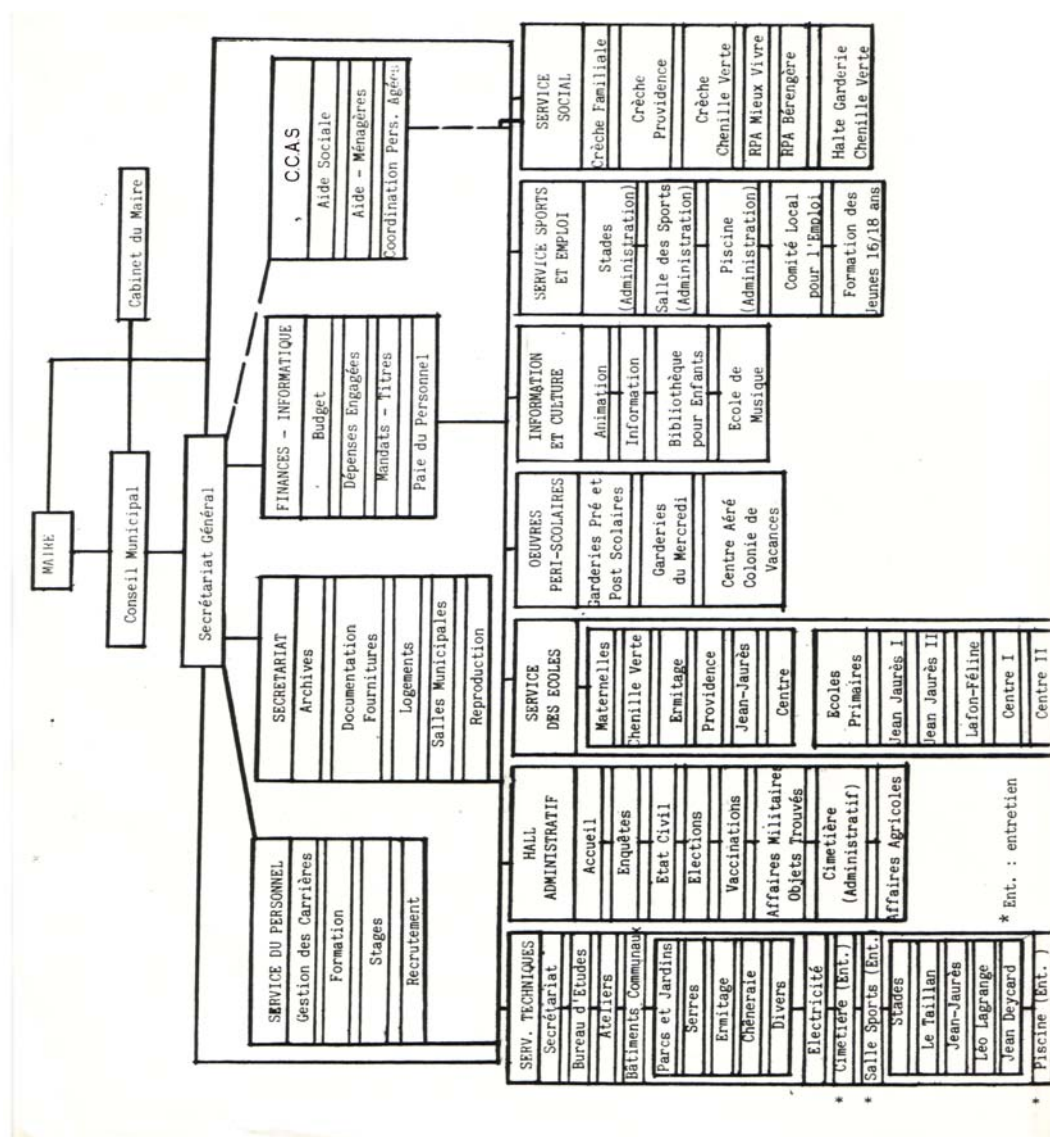 MAIRE
Cabinet du Maire
Conseil Municipal
Secrétariat Général
SERVICE DU PERSONNEL
Gestion des Carrières
Formation
Stages
Recrutement
SECRETARIAT
Archives
Documentation
Fournitures
Logements
Salles Municipales
Reproduction
FINANCES - INFORMATIQUE
Budget
Dépenses Engagées
Mandats - Titres
Paie du Personnel
C.C.A.S
Aide Sociale
Aide - Ménagères
Coordination Pers. Agées
SERV. TECHNIQUES
Secrétariat
Bureau d'Etudes
Ateliers
Bâtiments Communaux
Parcs et Jardins
Serres
Ermitage
Chêneraie
Divers
Electricité
* Cimetière (Ent.)
* Salle Sports (Ent.
Stades
Le Taillan
Jean-Jaurès
Léo Lagrange
Jean Deycard
* Piscine (Ent. )
HALL
ADMINISTRATIF
Accueil
Enquêtes
Etat Civil
Elections
Vaccinations
Affaires Militaires
Objets Trouvés
Cimetière
(Administratif)
Affaires Agricoles
* Ent. : entretien
SERVICE
DES ECOLES
Maternelles
Chenille Verte
Ermitage
Providence
Jean-Jaurès
Centre
Ecoles
Primaires
Jean Jaurès I
Jean Jaurès II
Lafon-Féline
Centre I
Centre II
OEUVRES
PERI-SCOLAIRES
Garderies Pré et
Post Scolaires
Garderies
du Mercredi
Centre Aéré
Colonie de
Vacances
INFORMATION
ET CULTURE
Animation
Information
Bibliothèque
pour Enfants
Ecole de
Musique
SERVICE SPORTS
ET EMPLOI
Stades
(Administration)
Salle des Sports
(Administration)
Piscine
(Administration)
Comité Local
pour l'Emploi
Formation des
Jeunes 16/18 ans
SERVICE
SOCIAL
Crèche Familiale
Crèche
Providence
Crèche
Chenille Verte
RPA Mieux Vivre
RPA Bérengère
Halte Garderie
Chenille Verte